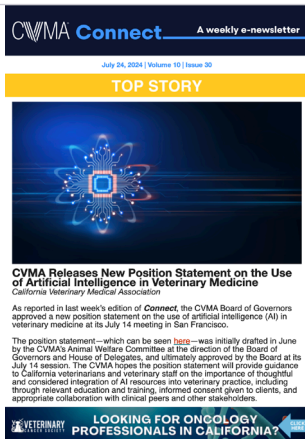 CVMA Connect
A weekly e-newsletter
July 24, 2024 | Volume 10 | Issue 30
TOP STORY
CVMA Releases New Position Statement on the Use
of Artificial Intelligence in Veterinary Medicine
California Veterinary Medical Association
As reported in last week's edition of Connect, the CVMA Board of Governors
approved a new position statement on the use of artificial intelligence (AI) in
veterinary medicine at its July 14 meeting in San Francisco.
The position statement—which can be seen here—was initially drafted in June
by the CVMA's Animal Welfare Committee at the direction of the Board of
Governors and House of Delegates, and ultimately approved by the Board at its
July 14 session. The CVMA hopes the position statement will provide guidance
to California veterinarians and veterinary staff on the importance of thoughtful
and considered integration of AI resources into veterinary practice, including
through relevant education and training, informed consent given to clients, and
appropriate collaboration with clinical peers and other stakeholders.
VETERINARY
CANCER SOCIETY
LOOKING FOR ONCOLOGY
PROFESSIONALS IN CALIFORNIA?